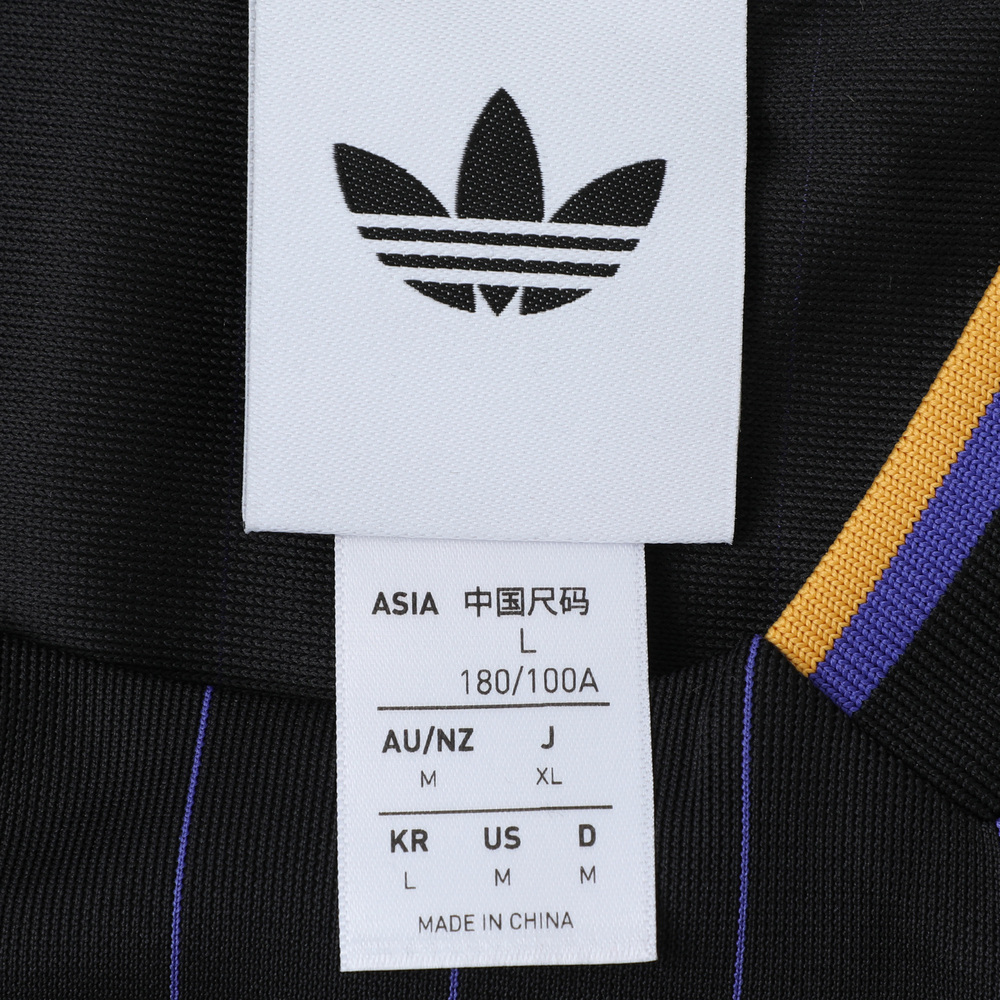 ASIA 中国尺码
L
180/100A
AU/NZ J
M XL
KR US D
L M M
MADE IN CHINA